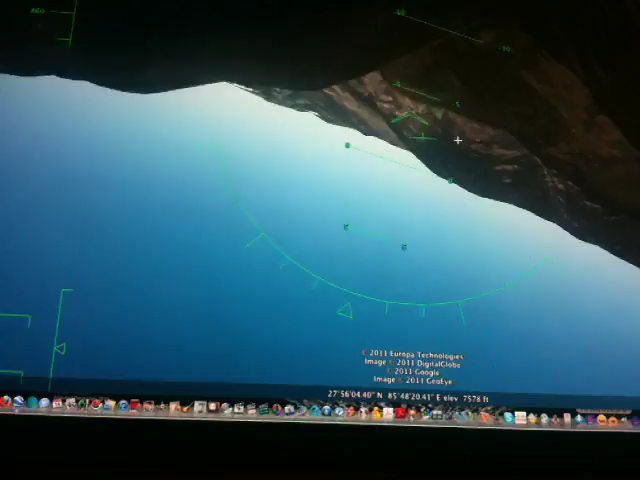 © 2011 Europa Technologies
Image © 2011 DigitalGlobe
© 2011 Google
Image © 2011 GeoEye
27°56'04.40" N 85°48'20.41" E elev 7578 ft